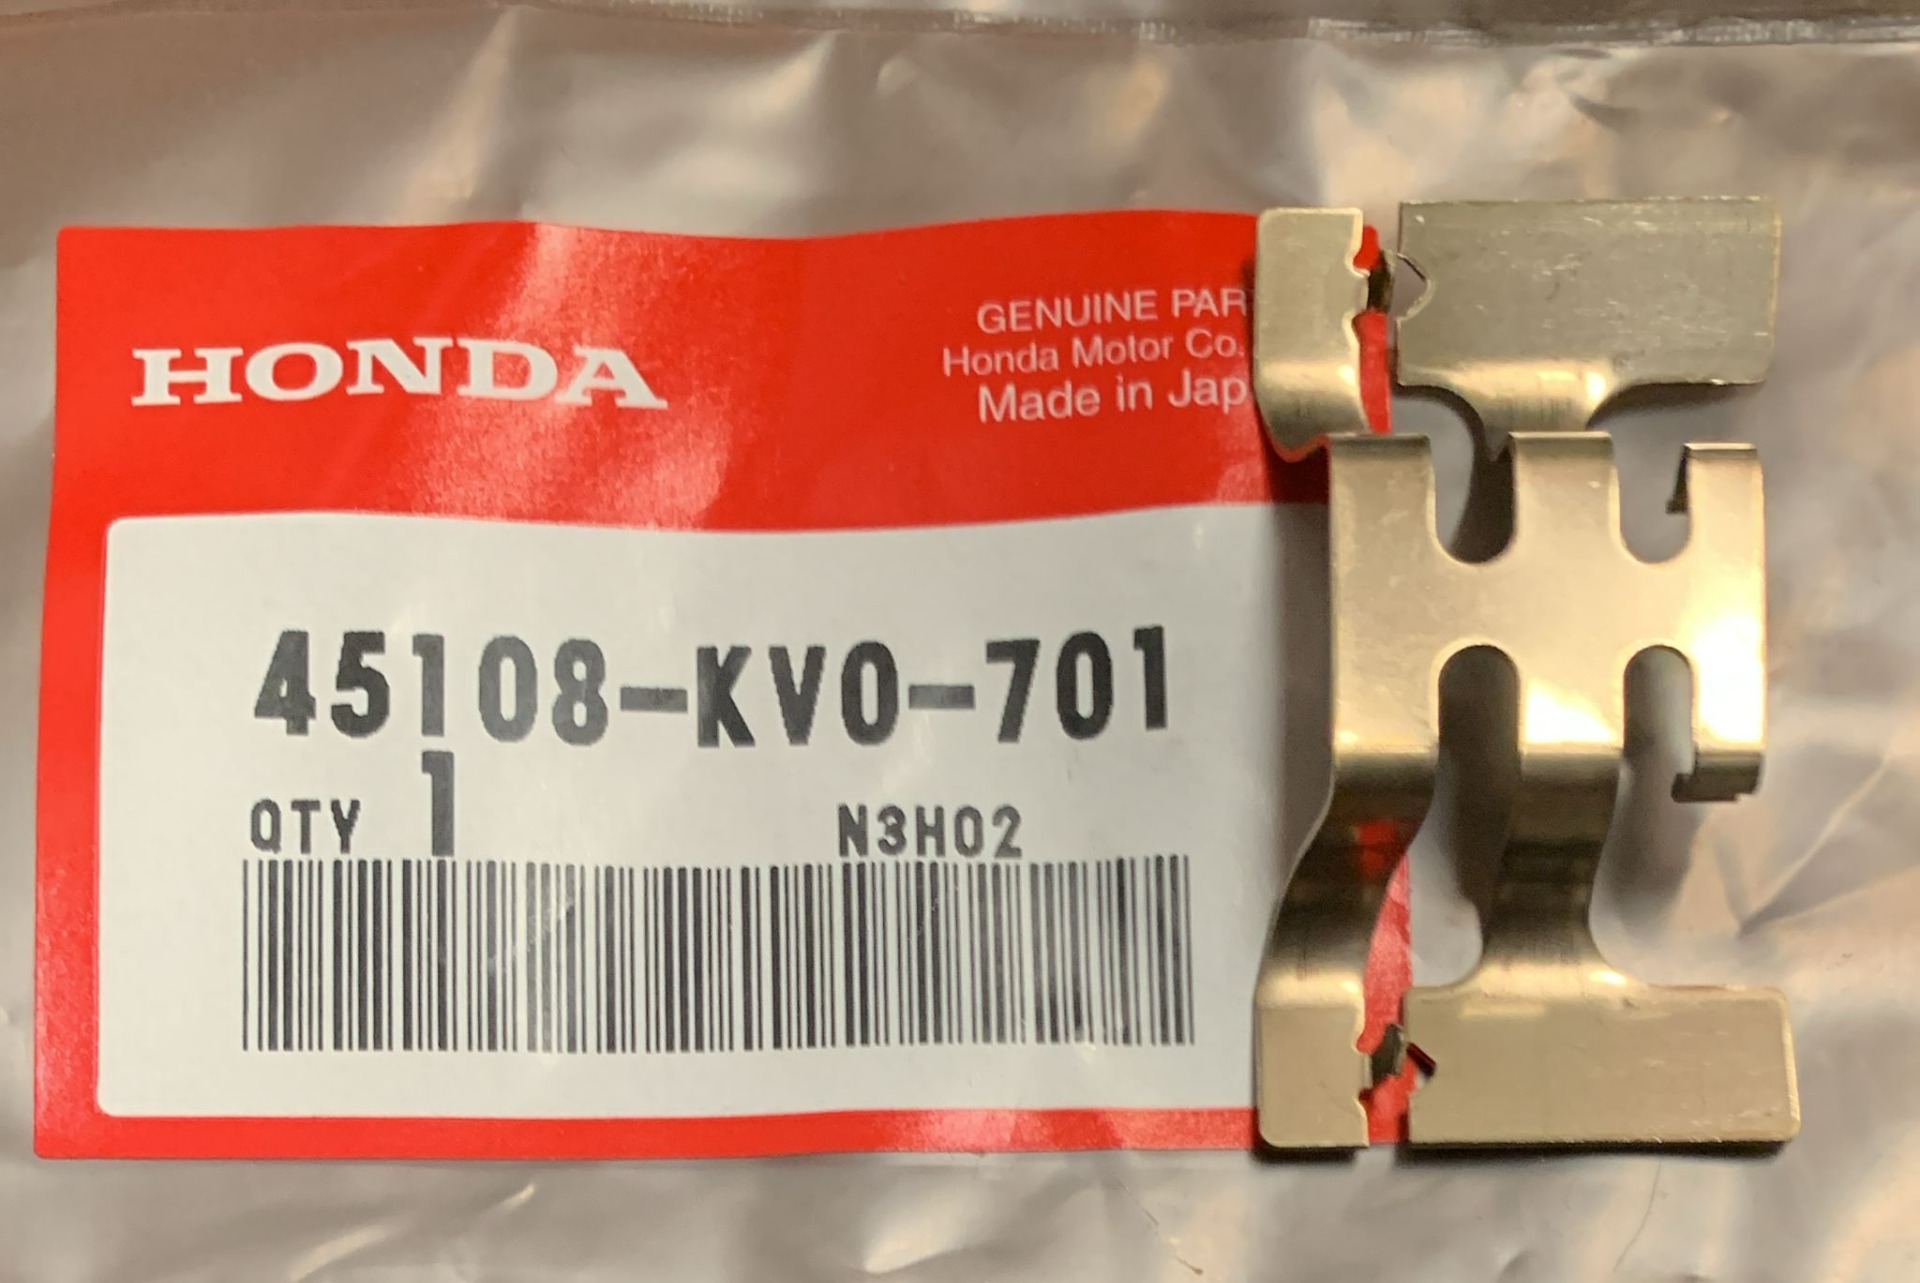 HONDA
GENUINE PAR
Honda Motor Co.
Made in Jap
45108-KV0-701
QTY 1 N3H02